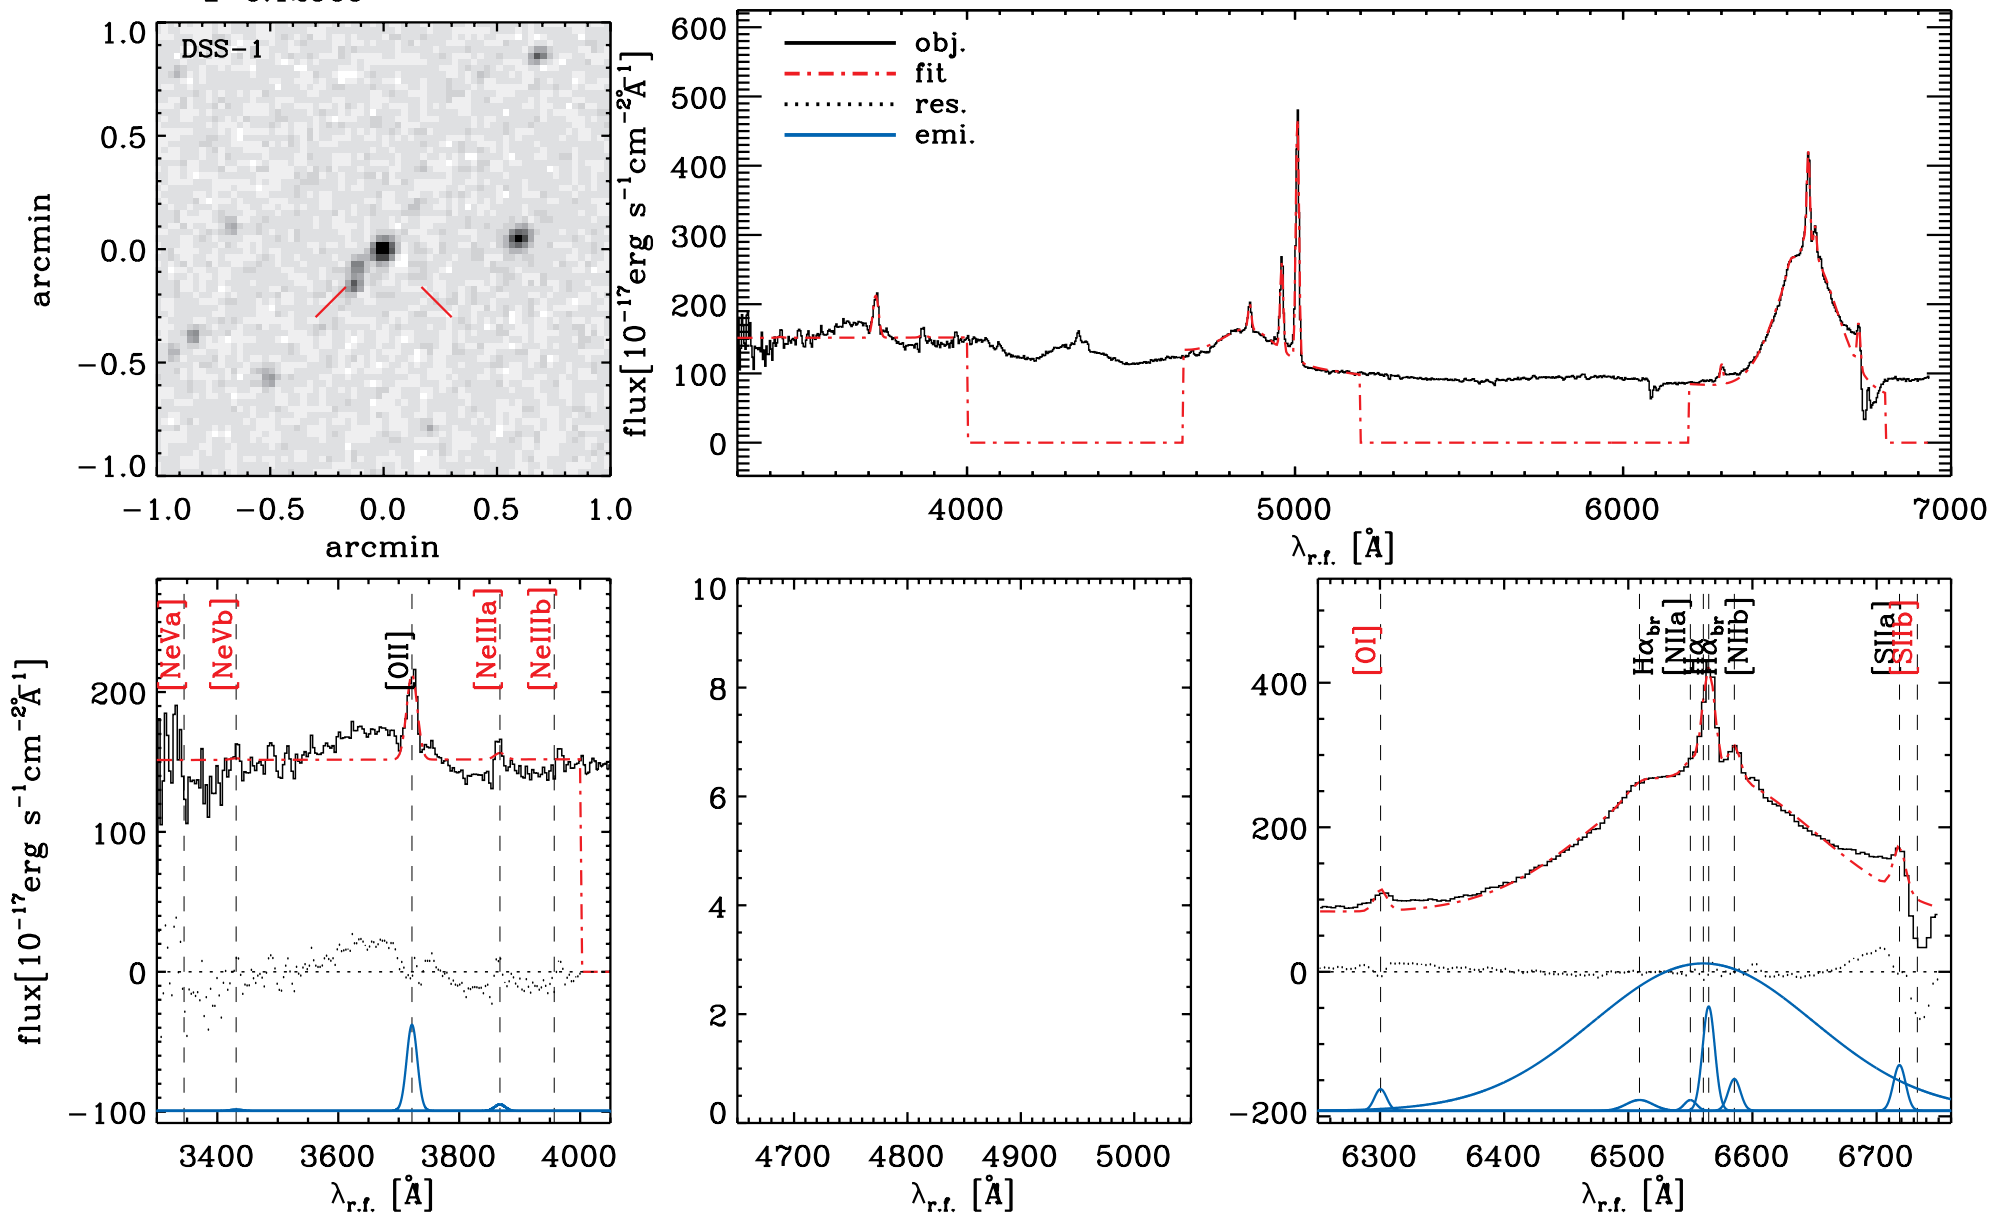 DSS-1
1.0
0.5
0.0
−0.5
−1.0
arcmin
−1.0 −0.5 0.0 0.5 1.0
arcmin
obj.
fit
res.
emi.
600
500
400
300
200
100
0
flux[10⁻¹⁷erg s⁻¹cm⁻²Å⁻¹]
4000 5000 6000 7000
λr.f. [Å]
[NeVa]
[NeVb]
[OII]
[NeIIIa]
[NeIIIb]
200
100
0
−100
flux[10⁻¹⁷erg s⁻¹cm⁻²Å⁻¹]
3400 3600 3800 4000
λr.f. [Å]
10
8
6
4
2
0
4700 4800 4900 5000
λr.f. [Å]
[OI]
Hαbr
[NIIa]
Hα
Hαbr
[NIIb]
[SIIa]
[SIIb]
400
200
0
−200
6300 6400 6500 6600 6700
λr.f. [Å]